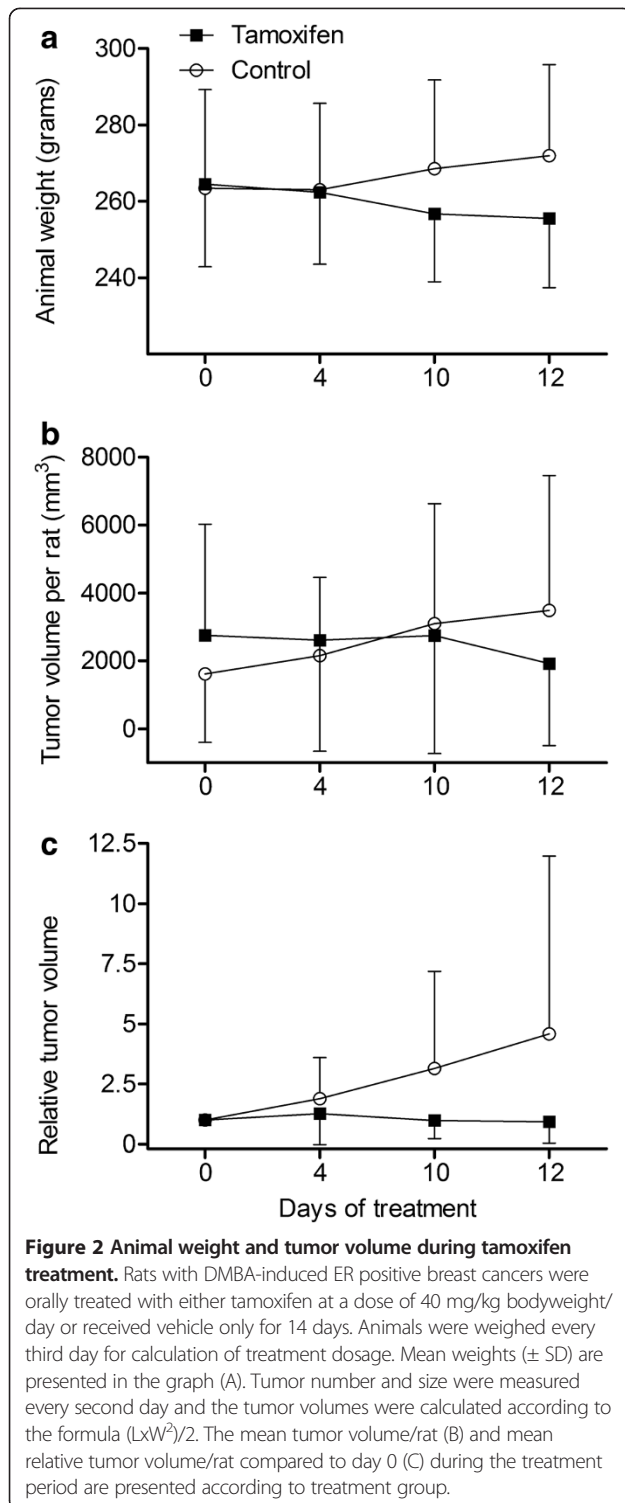 a
Tamoxifen
Control
Animal weight (grams)
300
280
260
240
0 4 10 12
b
Tumor volume per rat (mm³)
8000
6000
4000
2000
0
0 4 10 12
c
Relative tumor volume
12.5
10
7.5
5
2.5
0
0 4 10 12
Days of treatment
Figure 2 Animal weight and tumor volume during tamoxifen
treatment. Rats with DMBA-induced ER positive breast cancers were
orally treated with either tamoxifen at a dose of 40 mg/kg bodyweight/
day or received vehicle only for 14 days. Animals were weighed every
third day for calculation of treatment dosage. Mean weights (± SD) are
presented in the graph (A). Tumor number and size were measured
every second day and the tumor volumes were calculated according to
the formula (LxW²)/2. The mean tumor volume/rat (B) and mean
relative tumor volume/rat compared to day 0 (C) during the treatment
period are presented according to treatment group.